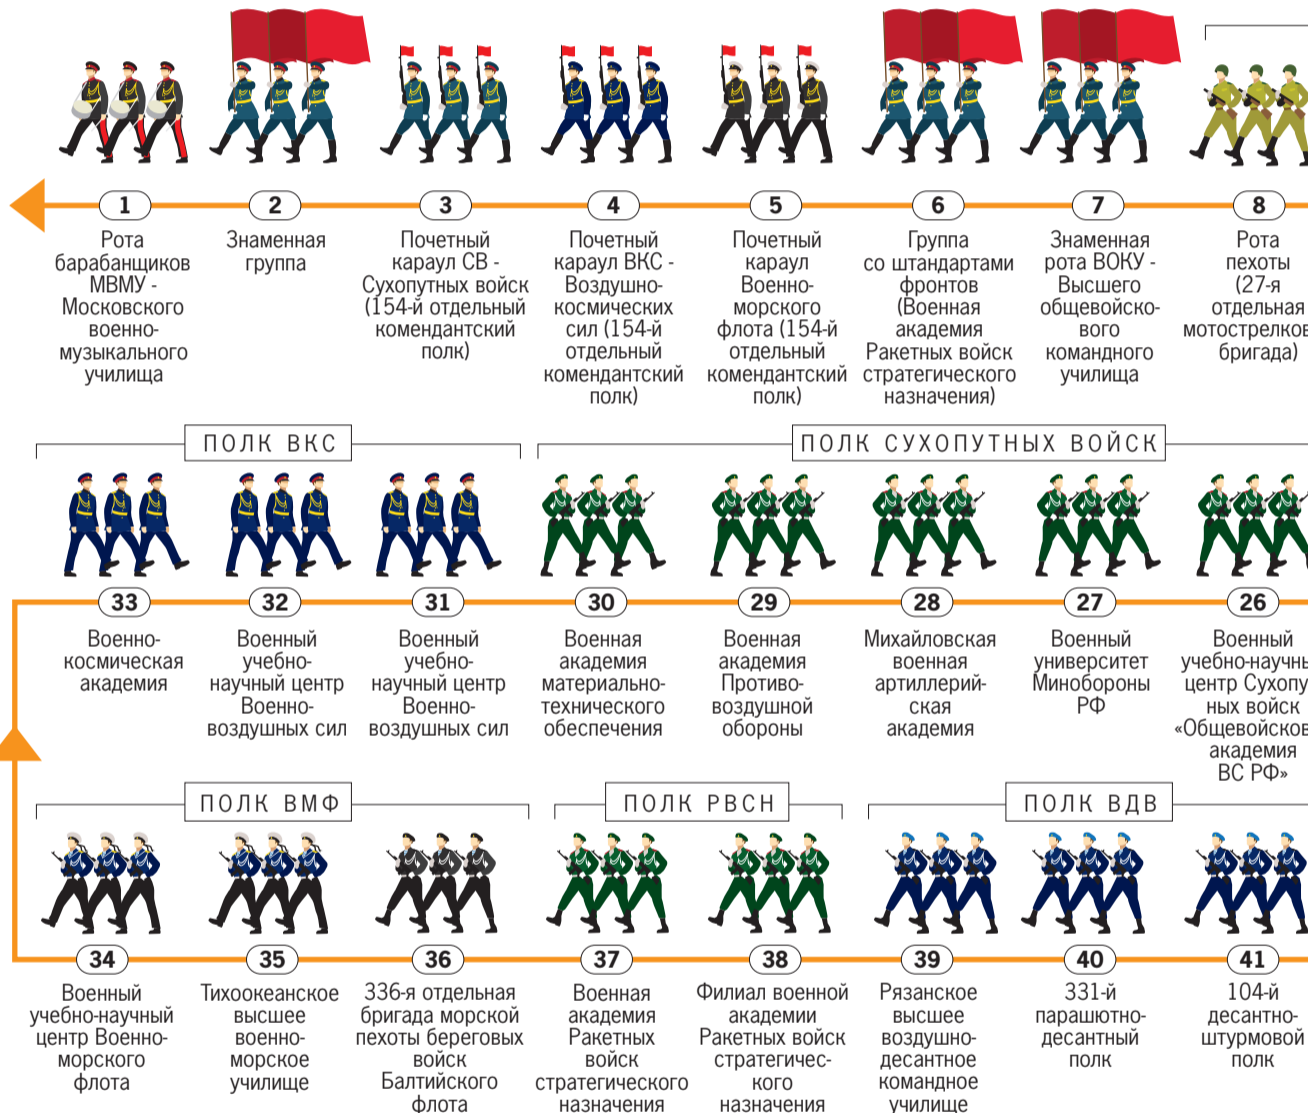 1
Рота
барабанщиков
МВМУ -
Московского
военно-
музыкального
училища
2
Знаменная
группа
3
Почетный
караул СВ -
Сухопутных войск
(154-й отдельный
комендантский
полк)
4
Почетный
караул ВКС -
Воздушно-
космических
сил (154-й
отдельный
комендантский
полк)
5
Почетный
караул
Военно-
морского
флота (154-й
отдельный
комендантский
полк)
6
Группа
со штандартами
фронтов
(Военная
академия
Ракетных войск
стратегического
назначения)
7
Знаменная
рота ВОКУ -
Высшего
общевойско-
вого
командного
училища
8
Рота
пехоты
(27-я
отдельная
мотострелков
бригада)
ПОЛК ВКС
ПОЛК СУХОПУТНЫХ ВОЙСК
33
Военно-
космическая
академия
32
Военный
учебно-
научный центр
Военно-
воздушных сил
31
Военный
учебно-
научный центр
Военно-
воздушных сил
30
Военная
академия
материально-
технического
обеспечения
29
Военная
академия
Противо-
воздушной
обороны
28
Михайловская
военная
артиллерий-
ская
академия
27
Военный
университет
Минобороны
РФ
26
Военный
учебно-научны
центр Сухопу
ных войск
«Общевойсков
академия
ВС РФ»
ПОЛК ВМФ
ПОЛК РВСН
ПОЛК ВДВ
34
Военный
учебно-научный
центр Военно-
морского
флота
35
Тихоокеанское
высшее
военно-
морское
училище
36
336-я отдельная
бригада морской
пехоты береговых
войск
Балтийского
флота
37
Военная
академия
Ракетных
войск
стратегического
назначения
38
Филиал военной
академии
Ракетных войск
стратегичес-
кого
назначения
39
Рязанское
высшее
воздушно-
десантное
командное
училище
40
331-й
парашютно-
десантный
полк
41
104-й
десантно-
штурмовой
полк